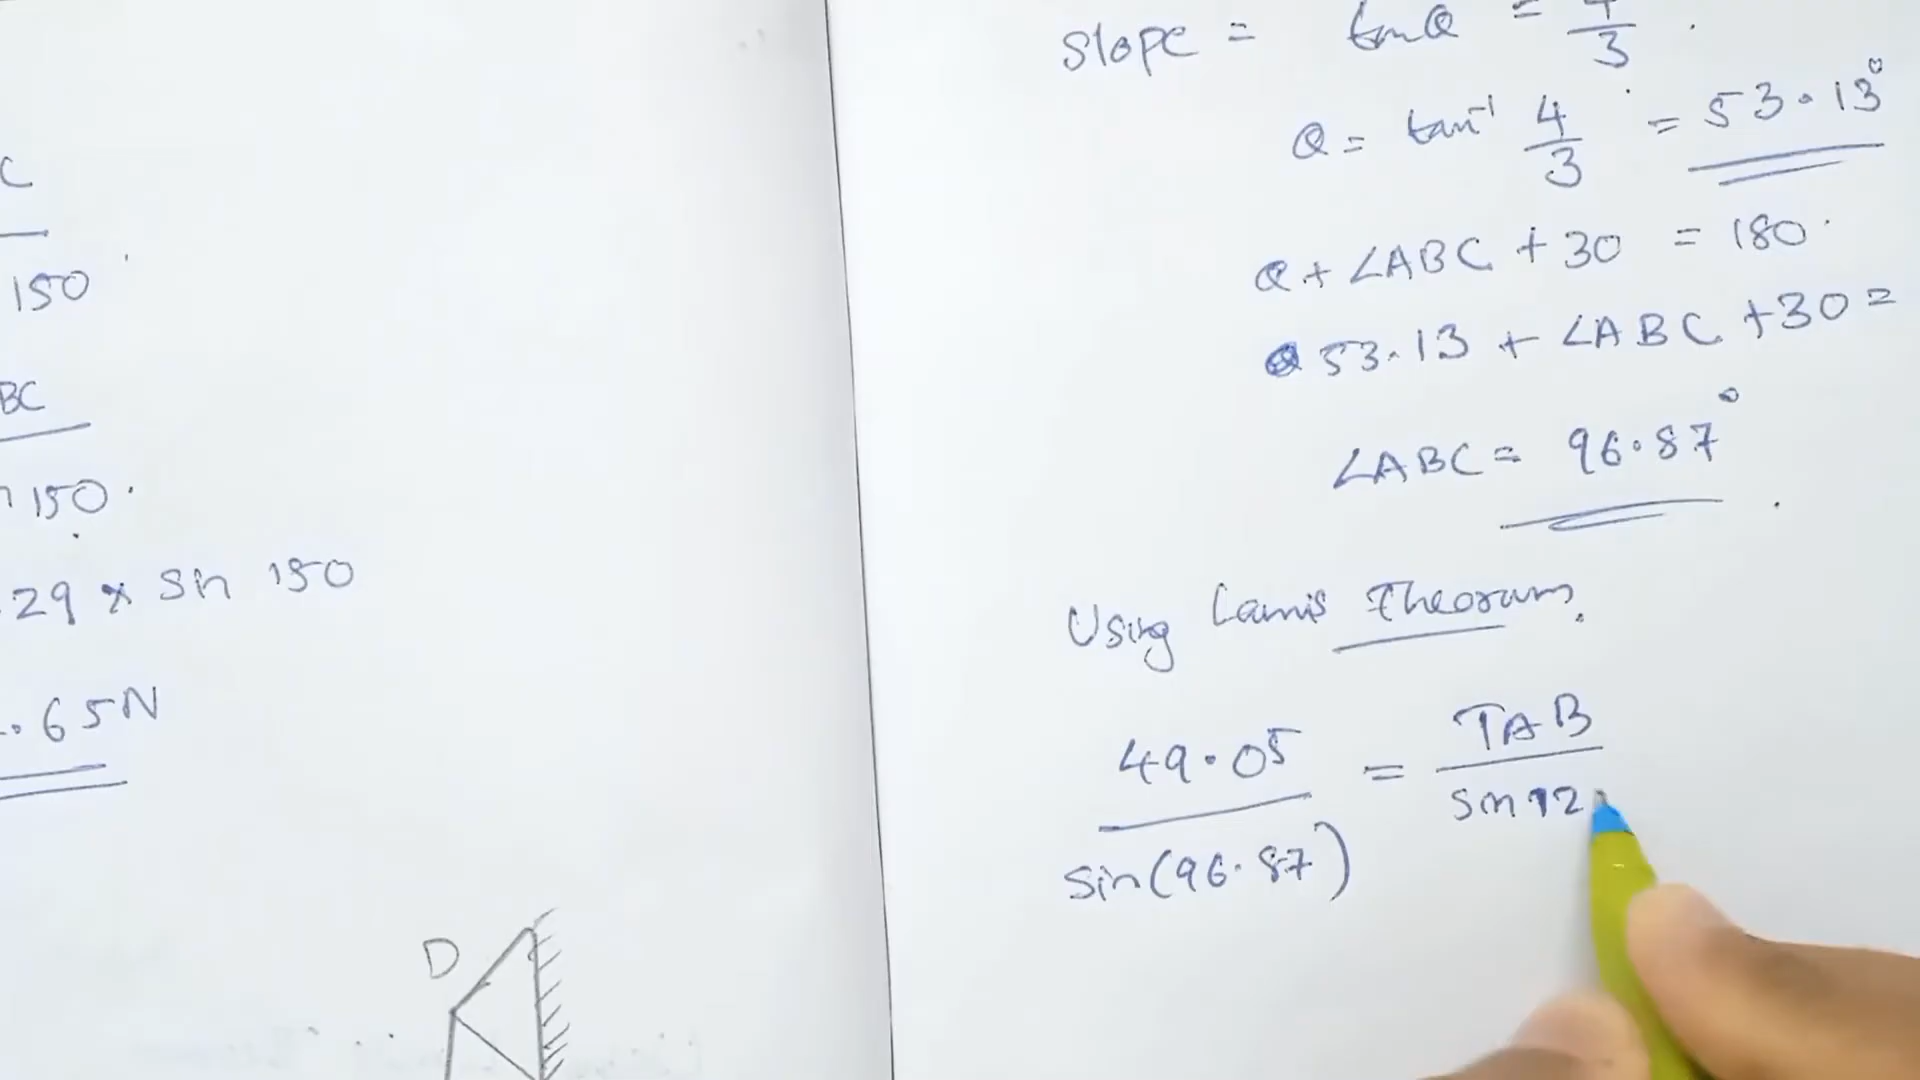 C
150
BC
150.
29 × Sin 150
.65N
D
Slope = tanθ = 4/3.
θ = tan⁻¹ 4/3 = 53.13°
θ + ∠ABC + 30 = 180.
53.13 + ∠ABC + 30 =
∠ABC = 96.87°
Using Lamis Theorum.
49.05 / sin(96.87) = TAB / sin 12